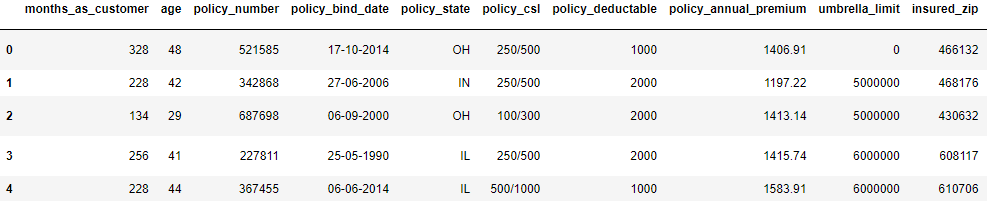 months_as_customer age policy_number policy_bind_date policy_state policy_csl policy_deductable policy_annual_premium umbrella_limit insured_zip
0 328 48 521585 17-10-2014 OH 250/500 1000 1406.91 0 466132
1 228 42 342868 27-06-2006 IN 250/500 2000 1197.22 5000000 468176
2 134 29 687698 06-09-2000 OH 100/300 2000 1413.14 5000000 430632
3 256 41 227811 25-05-1990 IL 250/500 2000 1415.74 6000000 608117
4 228 44 367455 06-06-2014 IL 500/1000 1000 1583.91 6000000 610706